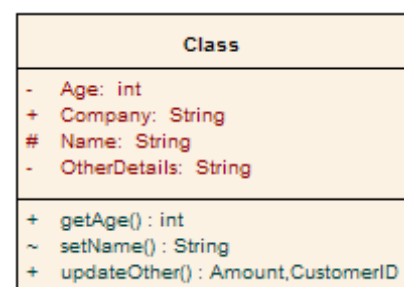 Class
- Age: int
+ Company: String
# Name: String
- OtherDetails: String
+ getAge() : int
~ setName() : String
+ updateOther() : Amount,CustomerID